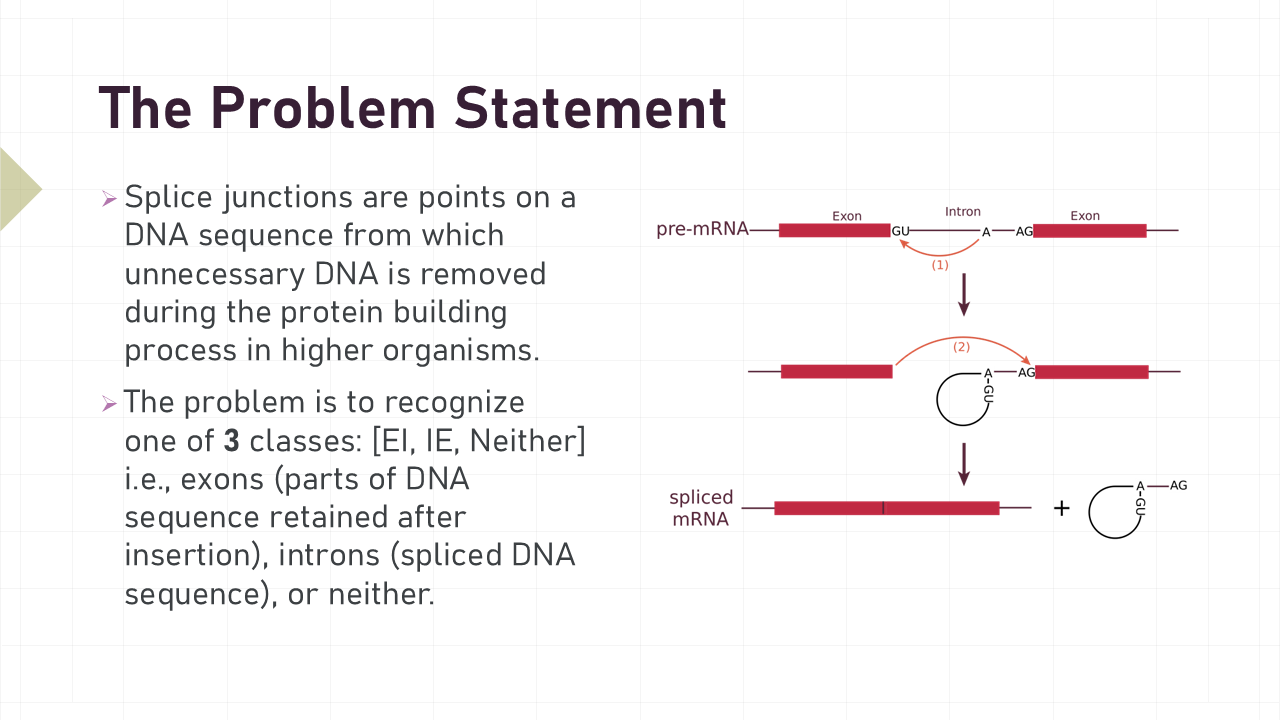 The Problem Statement
Splice junctions are points on a
DNA sequence from which
unnecessary DNA is removed
during the protein building
process in higher organisms.
The problem is to recognize
one of 3 classes: [EI, IE, Neither]
i.e., exons (parts of DNA
sequence retained after
insertion), introns (spliced DNA
sequence), or neither.
Exon Intron Exon
pre-mRNA GU A AG
(1)
(2)
A AG
GU
spliced
mRNA
+
A AG
GU